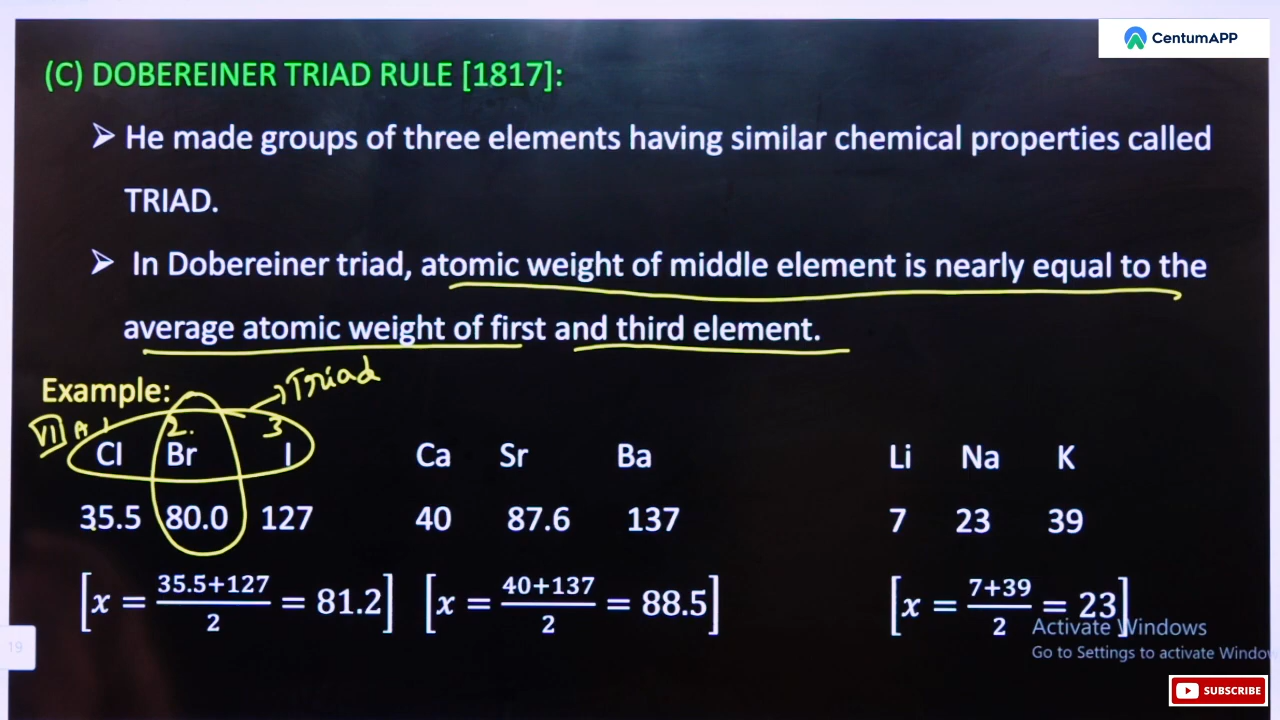 CentumAPP
(C) DOBEREINER TRIAD RULE [1817]:
➢ He made groups of three elements having similar chemical properties called
TRIAD.
➢ In Dobereiner triad, atomic weight of middle element is nearly equal to the
average atomic weight of first and third element.
Example: → Triad
VII A 1 2. 3
Cl Br I Ca Sr Ba Li Na K
35.5 80.0 127 40 87.6 137 7 23 39
[x = (35.5+127)/2 = 81.2] [x = (40+137)/2 = 88.5] [x = (7+39)/2 = 23]
Activate Windows
19 Go to Settings to activate Window
SUBSCRIBE